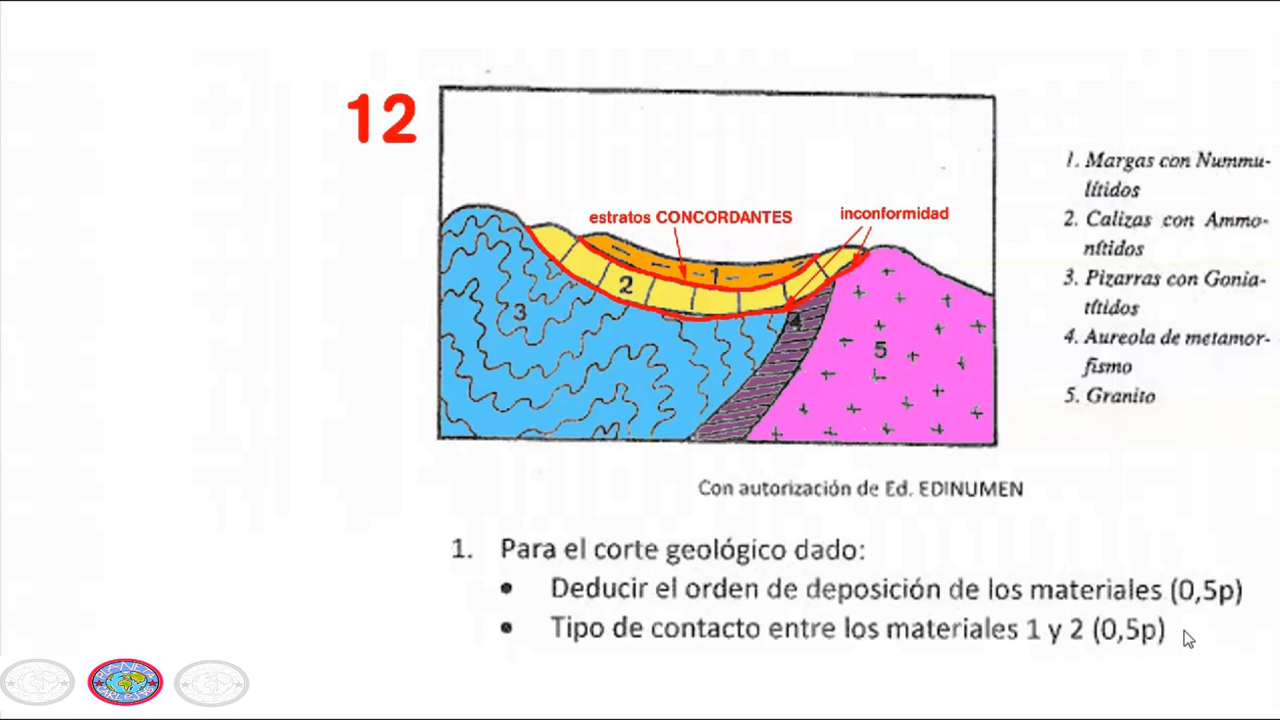 12
estratos CONCORDANTES
inconformidad
1
2
3
4
5
1. Margas con Nummu-
lítidos
2. Calizas con Ammo-
nítidos
3. Pizarras con Gonia-
títidos
4. Aureola de metamor-
fismo
5. Granito
Con autorización de Ed. EDINUMEN
1. Para el corte geológico dado:
• Deducir el orden de deposición de los materiales (0,5p)
• Tipo de contacto entre los materiales 1 y 2 (0,5p)
PLANETA